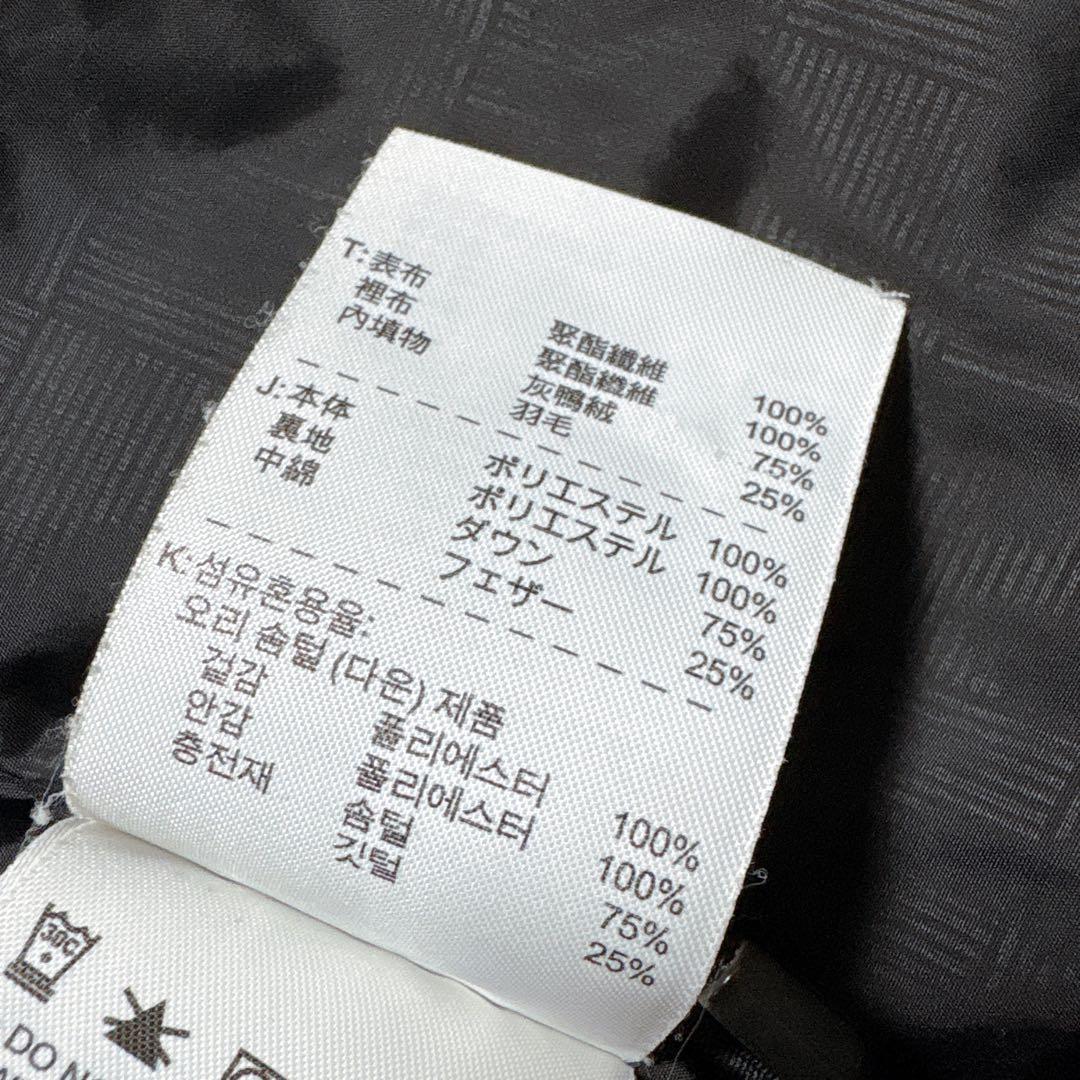 T: 表布 聚酯纖維 100%
裡布 聚酯纖維 100%
內填物 灰鴨絨 75%
羽毛 25%
J: 本体 ポリエステル 100%
裏地 ポリエステル 100%
中綿 ダウン 75%
フェザー 25%
K: 섬유혼용율:
오리 솜털 (다운) 제품
겉감 폴리에스터 100%
안감 폴리에스터 100%
충전재 솜털 75%
깃털 25%
30C
DO